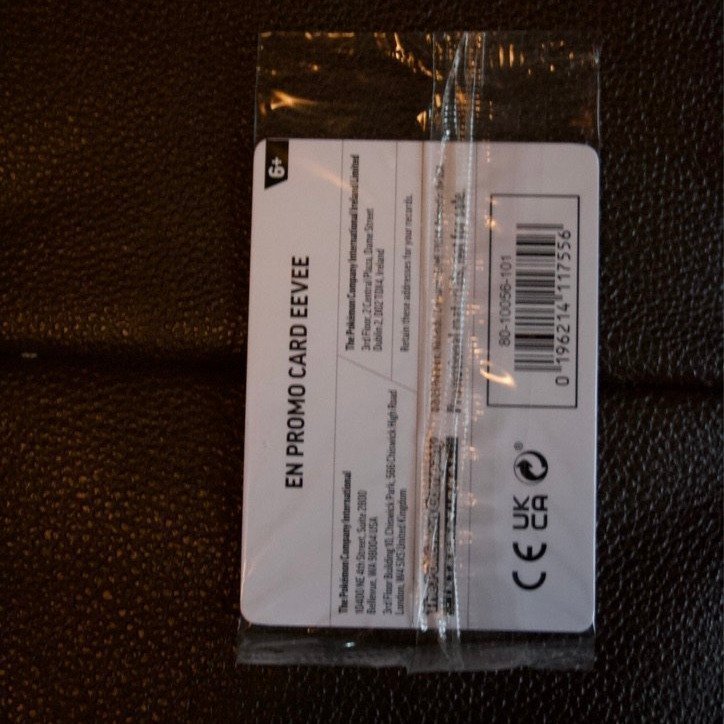 6+
EN PROMO CARD EEVEE
The Pokémon Company International
10400 NE 4th Street, Suite 2800
Bellevue, WA 98004 USA
3rd Floor Building 10, Chiswick Park, 566 Chiswick High Road
London, W4 5XS United Kingdom
The Pokémon Company International Ireland Limited
3rd Floor, 2 Central Plaza, Dame Street
Dublin 2, D02 T0X4, Ireland
Retain these addresses for your records.
CE UK CA ®
80-10056-101
0 196214 117556